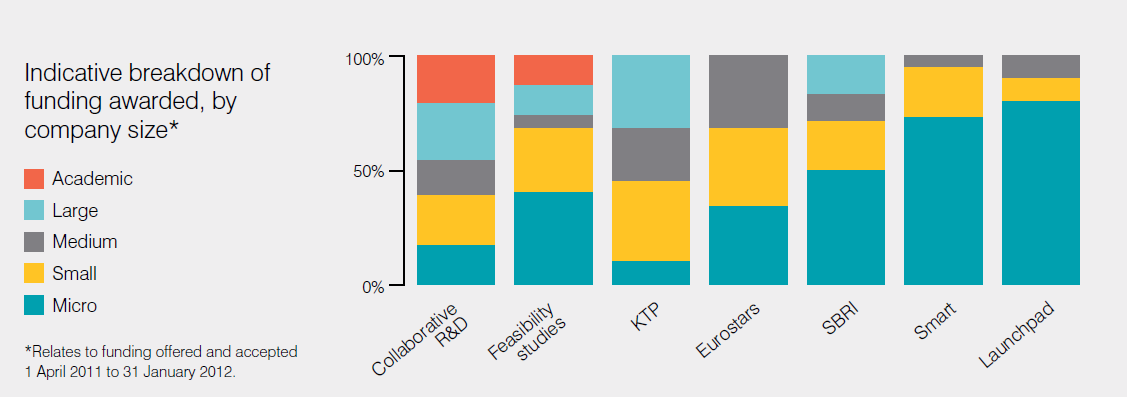 Indicative breakdown of
funding awarded, by
company size*
Academic
Large
Medium
Small
Micro
*Relates to funding offered and accepted
1 April 2011 to 31 January 2012.
100%
50%
0%
Collaborative
R&D
Feasibility
studies
KTP
Eurostars
SBRI
Smart
Launchpad